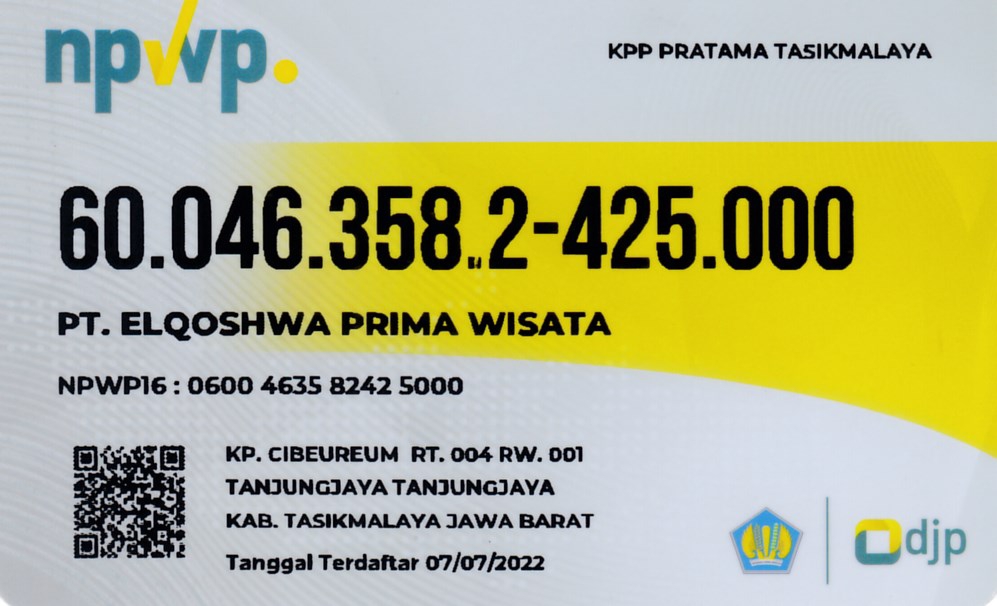 npwp.
KPP PRATAMA TASIKMALAYA
60.046.358.2-425.000
PT. ELQOSHWA PRIMA WISATA
NPWP16 : 0600 4635 8242 5000
KP. CIBEUREUM RT. 004 RW. 001
TANJUNGJAYA TANJUNGJAYA
KAB. TASIKMALAYA JAWA BARAT
Tanggal Terdaftar 07/07/2022
djp